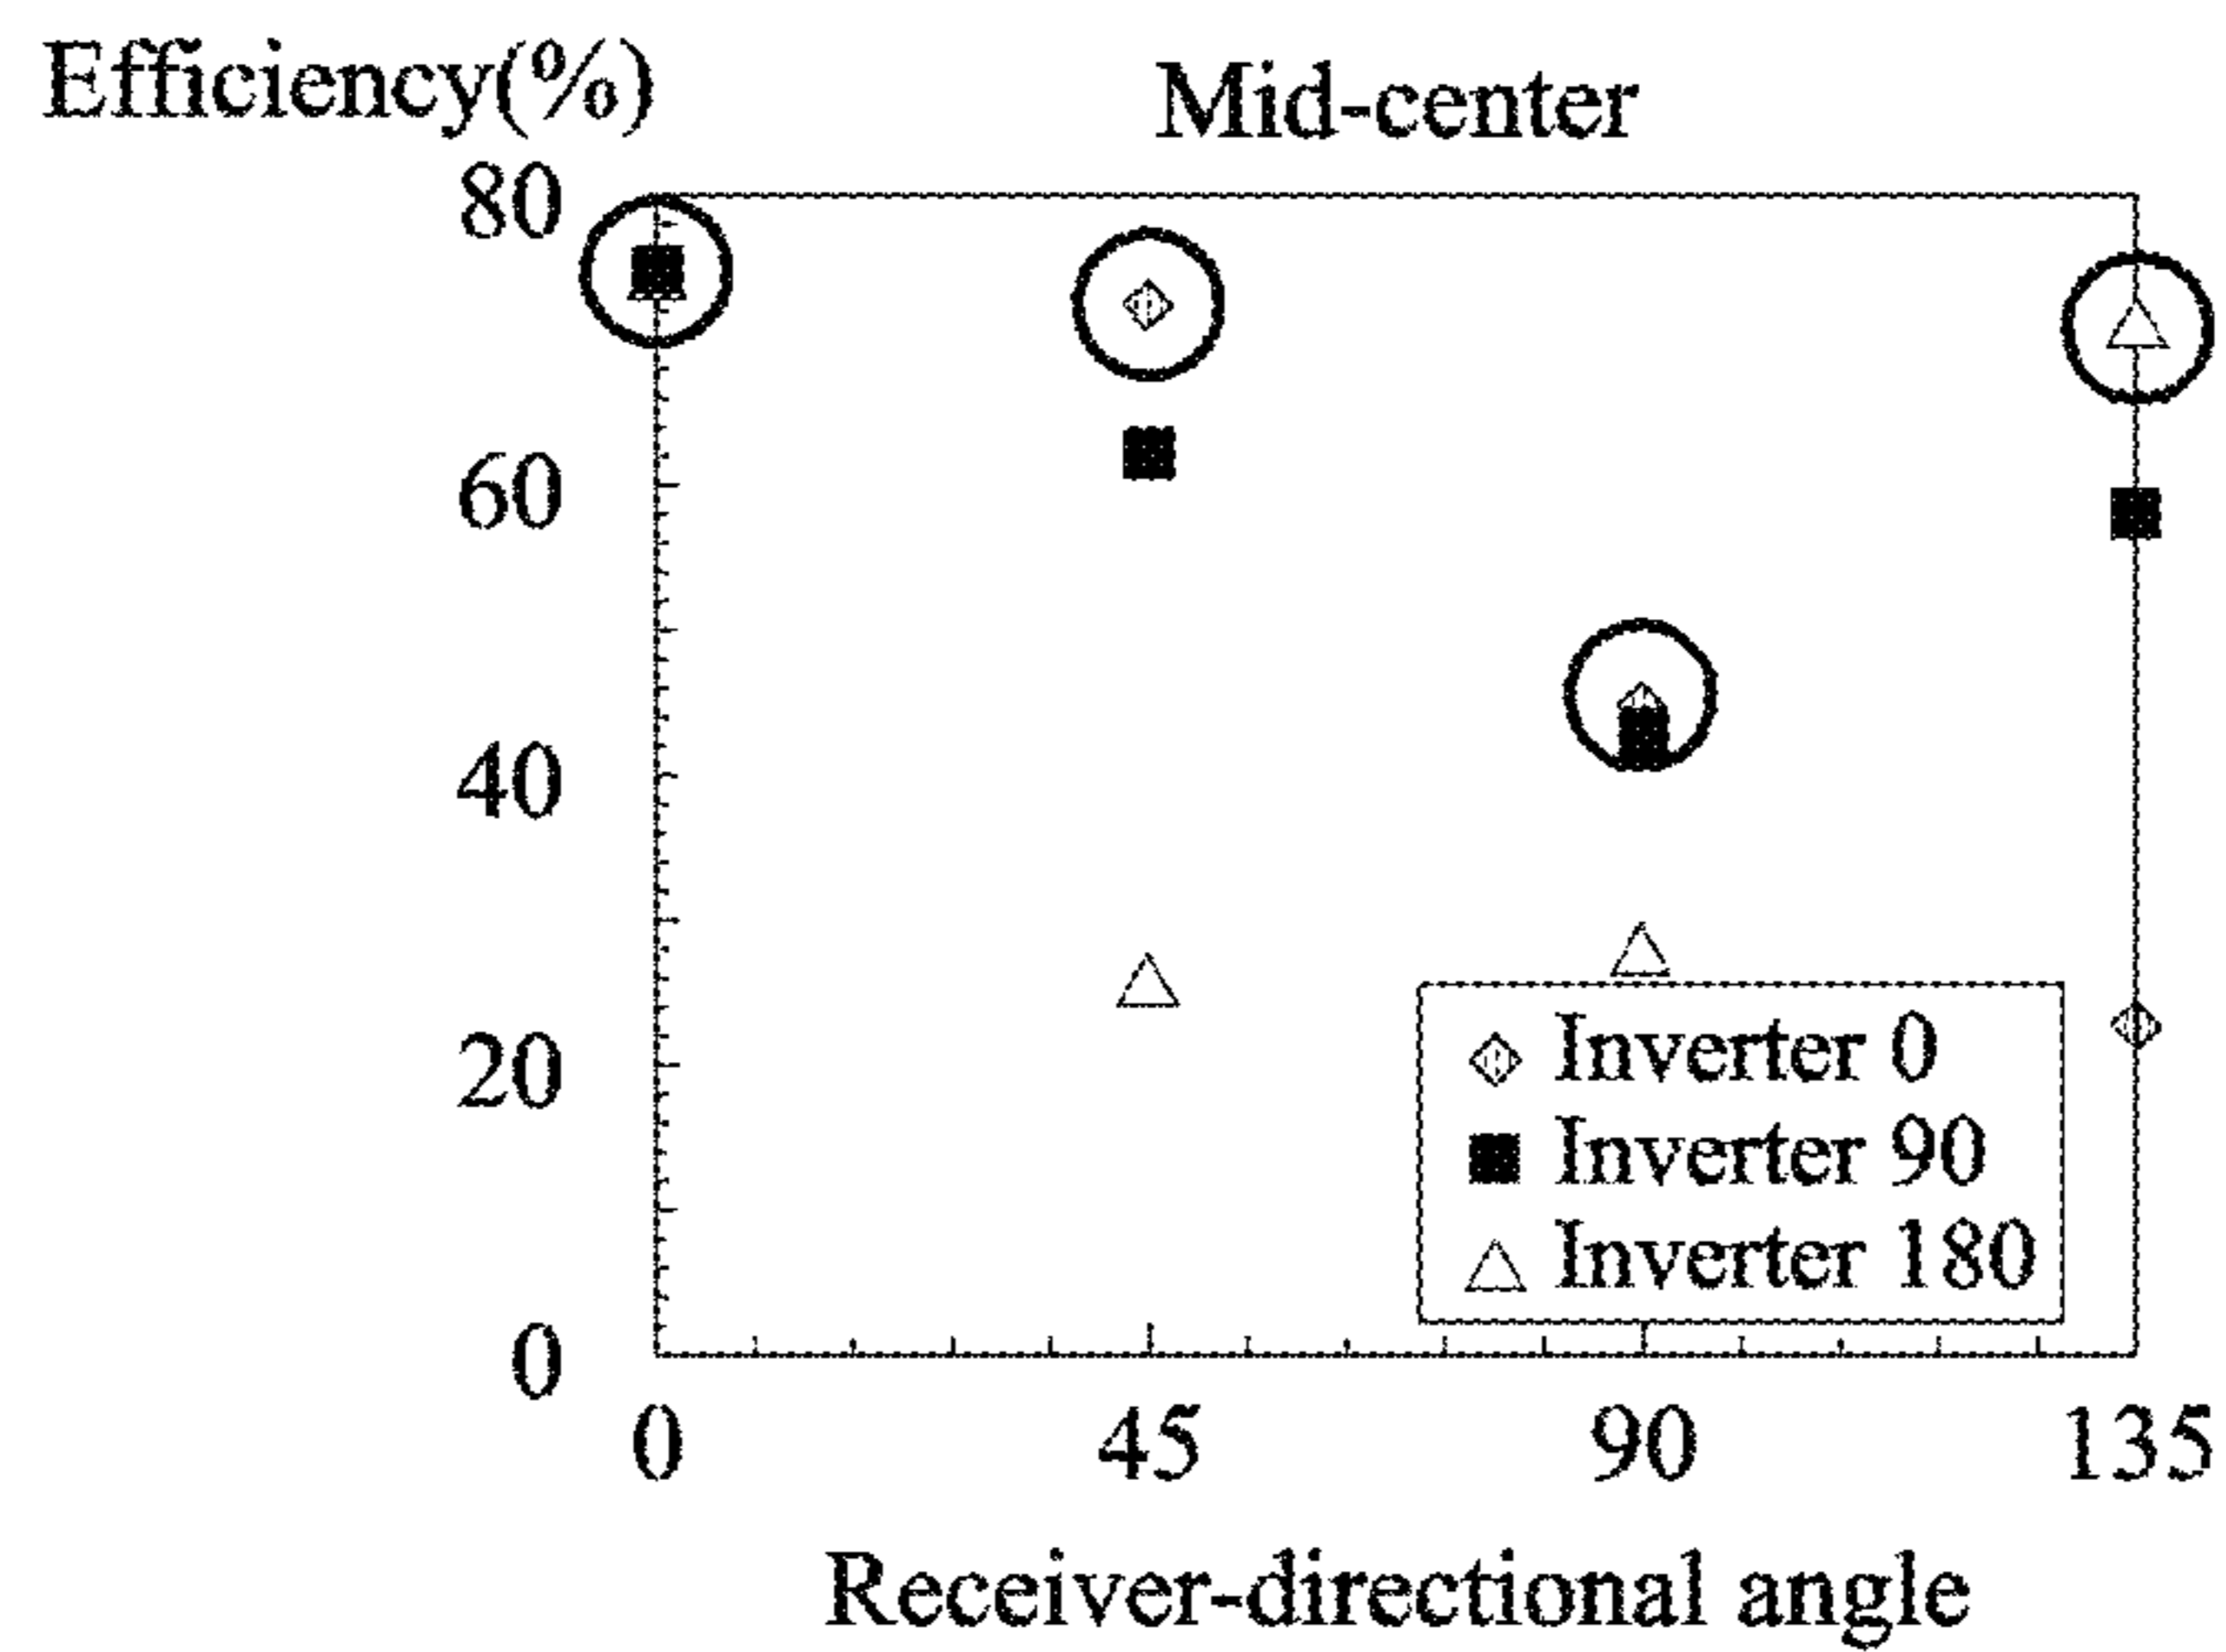 Efficiency(%)
Mid-center
80
60
40
20
0
Inverter 0
Inverter 90
Inverter 180
0 45 90 135
Receiver-directional angle